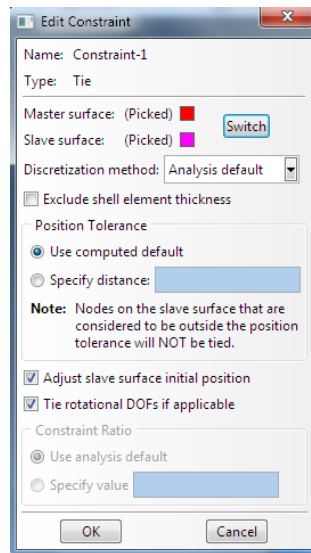 Edit Constraint
Name: Constraint-1
Type: Tie
Master surface: (Picked)
Switch
Slave surface: (Picked)
Discretization method: Analysis default
Exclude shell element thickness
Position Tolerance
Use computed default
Specify distance:
Note: Nodes on the slave surface that are
considered to be outside the position
tolerance will NOT be tied.
Adjust slave surface initial position
Tie rotational DOFs if applicable
Constraint Ratio
Use analysis default
Specify value
OK Cancel